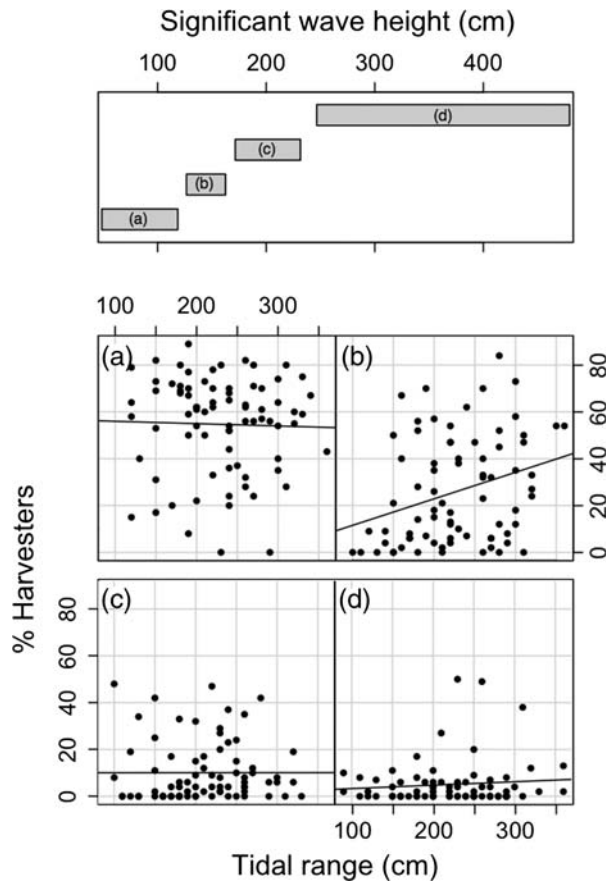 Significant wave height (cm)
100 200 300 400
(d)
(c)
(b)
(a)
100 200 300
(a) (b)
0 20 40 60 80
(c) (d)
0 20 40 60 80
100 200 300
% Harvesters
Tidal range (cm)